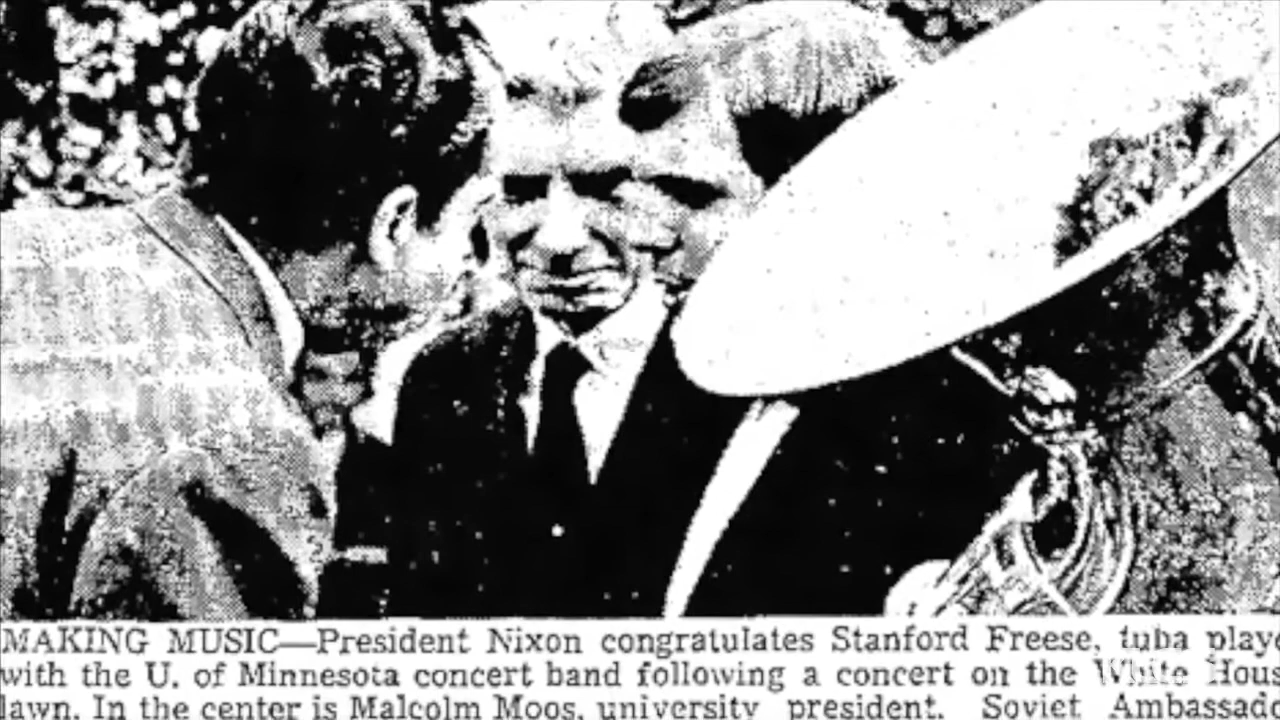 MAKING MUSIC—President Nixon congratulates Stanford Freese, tuba play
with the U. of Minnesota concert band following a concert on the White Hous
lawn. In the center is Malcolm Moos, university president. Soviet Ambassado